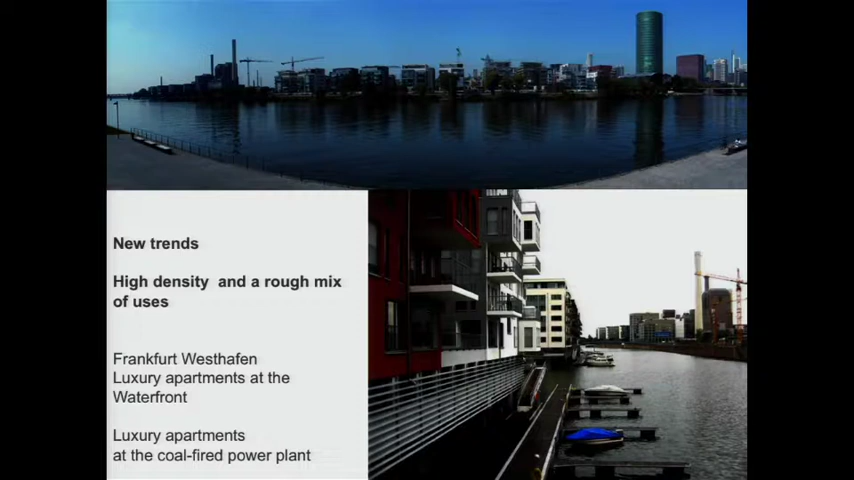 New trends
High density  and a rough mix
of uses
Frankfurt Westhafen
Luxury apartments at the
Waterfront
Luxury apartments
at the coal-fired power plant